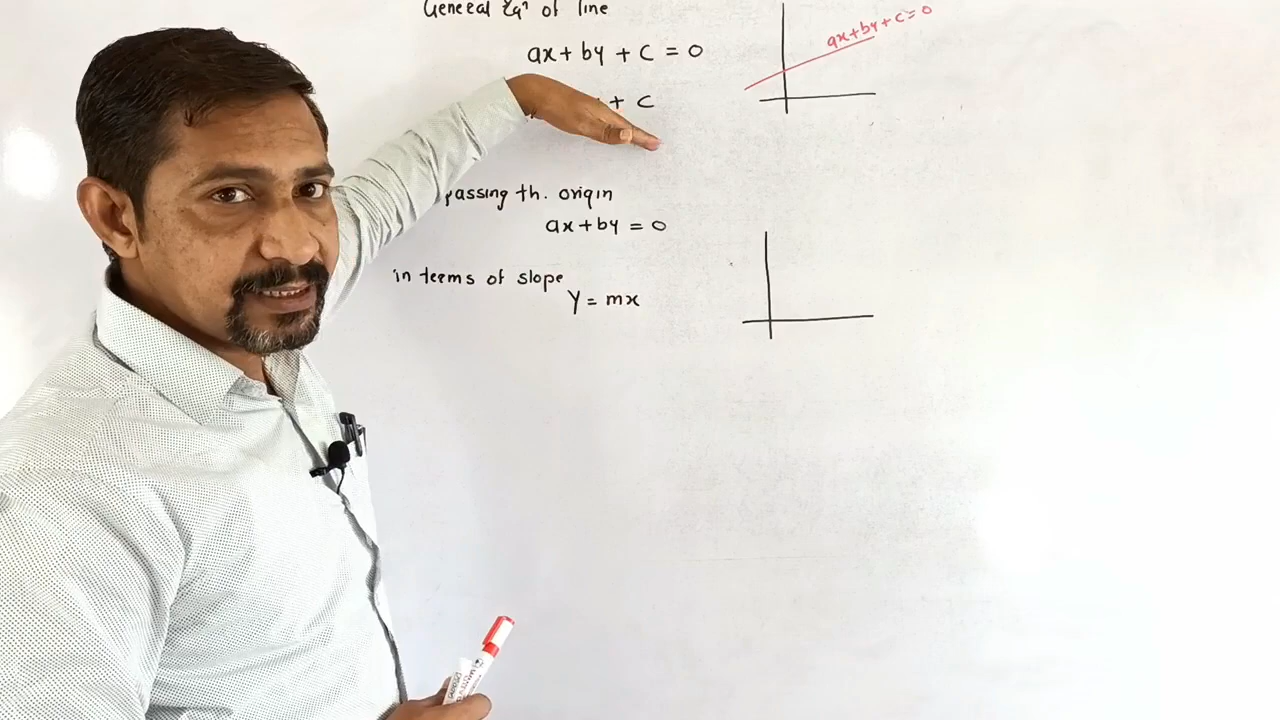 General Eqⁿ of line
ax + by + c = 0
+ c
passing th. origin
ax + by = 0
in terms of slope
y = mx
ax + by + c = 0